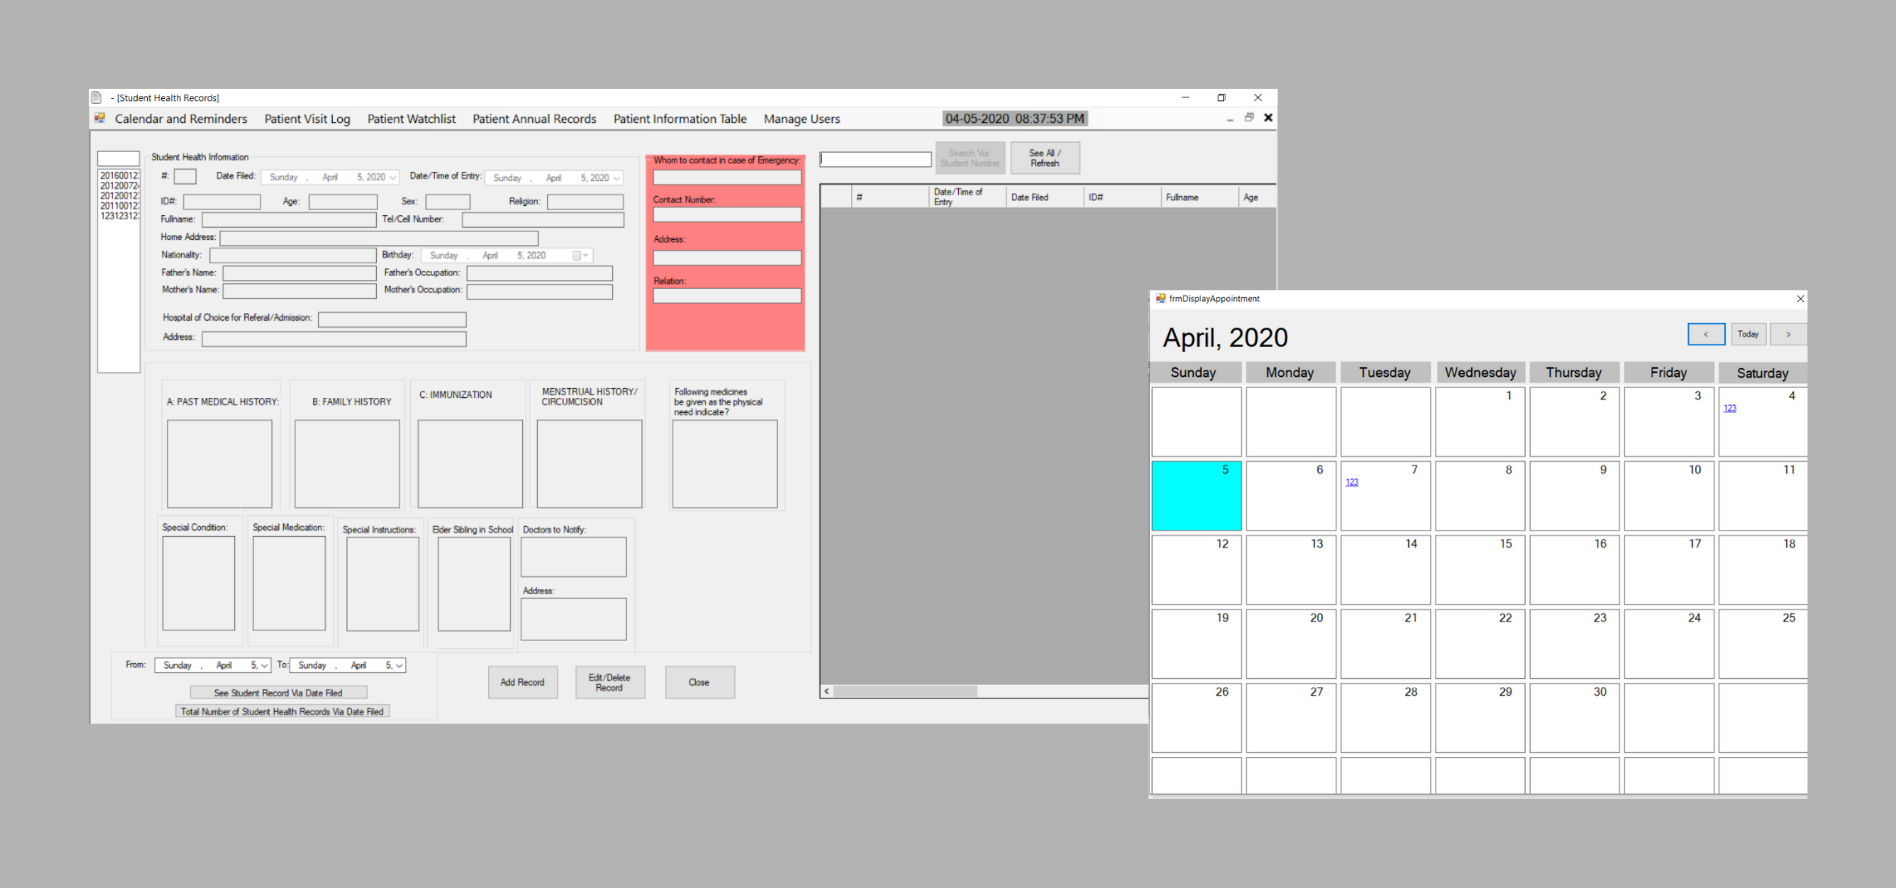 - [Student Health Records]
Calendar and Reminders Patient Visit Log Patient Watchlist Patient Annual Records Patient Information Table Manage Users 04-05-2020 08:37:53 PM
20160012
201200724
20120012
20110012
12312312
Student Health Information
#: Date Filed: Sunday , April 5, 2020 Date/Time of Entry: Sunday , April 5, 2020
ID#: Age: Sex: Religion:
Fullname: Tel/Cell Number:
Home Address:
Nationality: Birthday: Sunday , April 5, 2020
Father's Name: Father's Occupation:
Mother's Name: Mother's Occupation:
Hospital of Choice for Referal/Admission:
Address:
Whom to contact in case of Emergency:
Contact Number:
Address:
Relation:
Search Via
Student Number
See All /
Refresh
# Date/Time of Entry Date Filed ID# Fullname Age
A: PAST MEDICAL HISTORY:
B: FAMILY HISTORY
C: IMMUNIZATION
MENSTRUAL HISTORY/
CIRCUMCISION
Following medicines
be given as the physical
need indicate?
Special Condition: Special Medication: Special Instructions: Elder Sibling in School Doctors to Notify:
Address:
From: Sunday , April 5, To: Sunday , April 5,
See Student Record Via Date Filed
Total Number of Student Health Records Via Date Filed
Add Record
Edit/Delete
Record
Close
frmDisplayAppointment
April, 2020
< Today >
Sunday Monday Tuesday Wednesday Thursday Friday Saturday
1 2 3 4
123
5 6 7 8 9 10 11
123
12 13 14 15 16 17 18
19 20 21 22 23 24 25
26 27 28 29 30